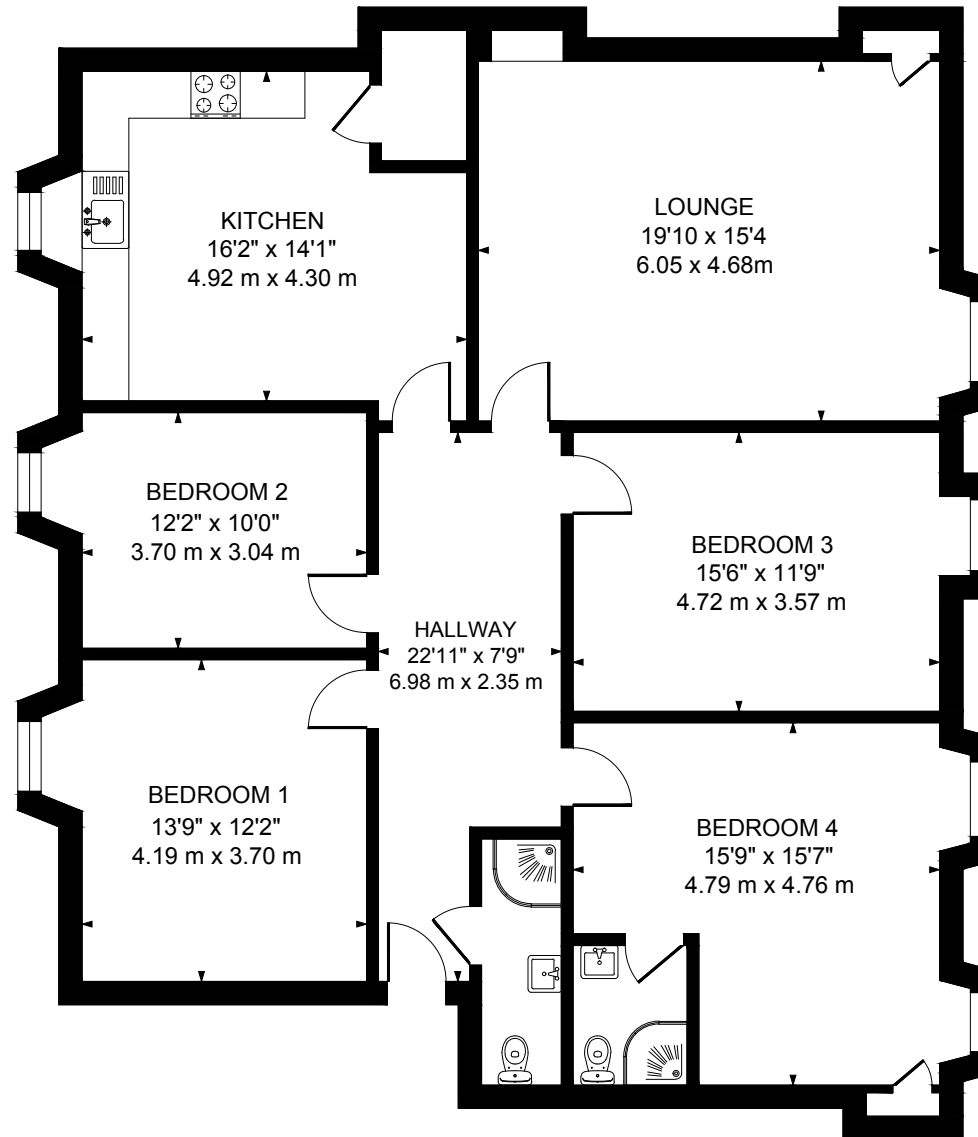 KITCHEN
16'2" x 14'1"
4.92 m x 4.30 m
LOUNGE
19'10 x 15'4
6.05 x 4.68m
BEDROOM 2
12'2" x 10'0"
3.70 m x 3.04 m
BEDROOM 3
15'6" x 11'9"
4.72 m x 3.57 m
HALLWAY
22'11" x 7'9"
6.98 m x 2.35 m
BEDROOM 1
13'9" x 12'2"
4.19 m x 3.70 m
BEDROOM 4
15'9" x 15'7"
4.79 m x 4.76 m